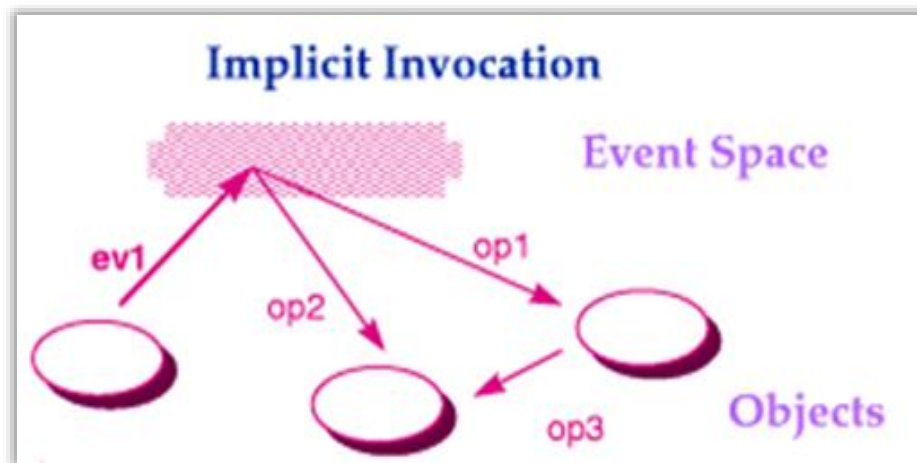 Implicit Invocation
Event Space
ev1
op1
op2
op3
Objects